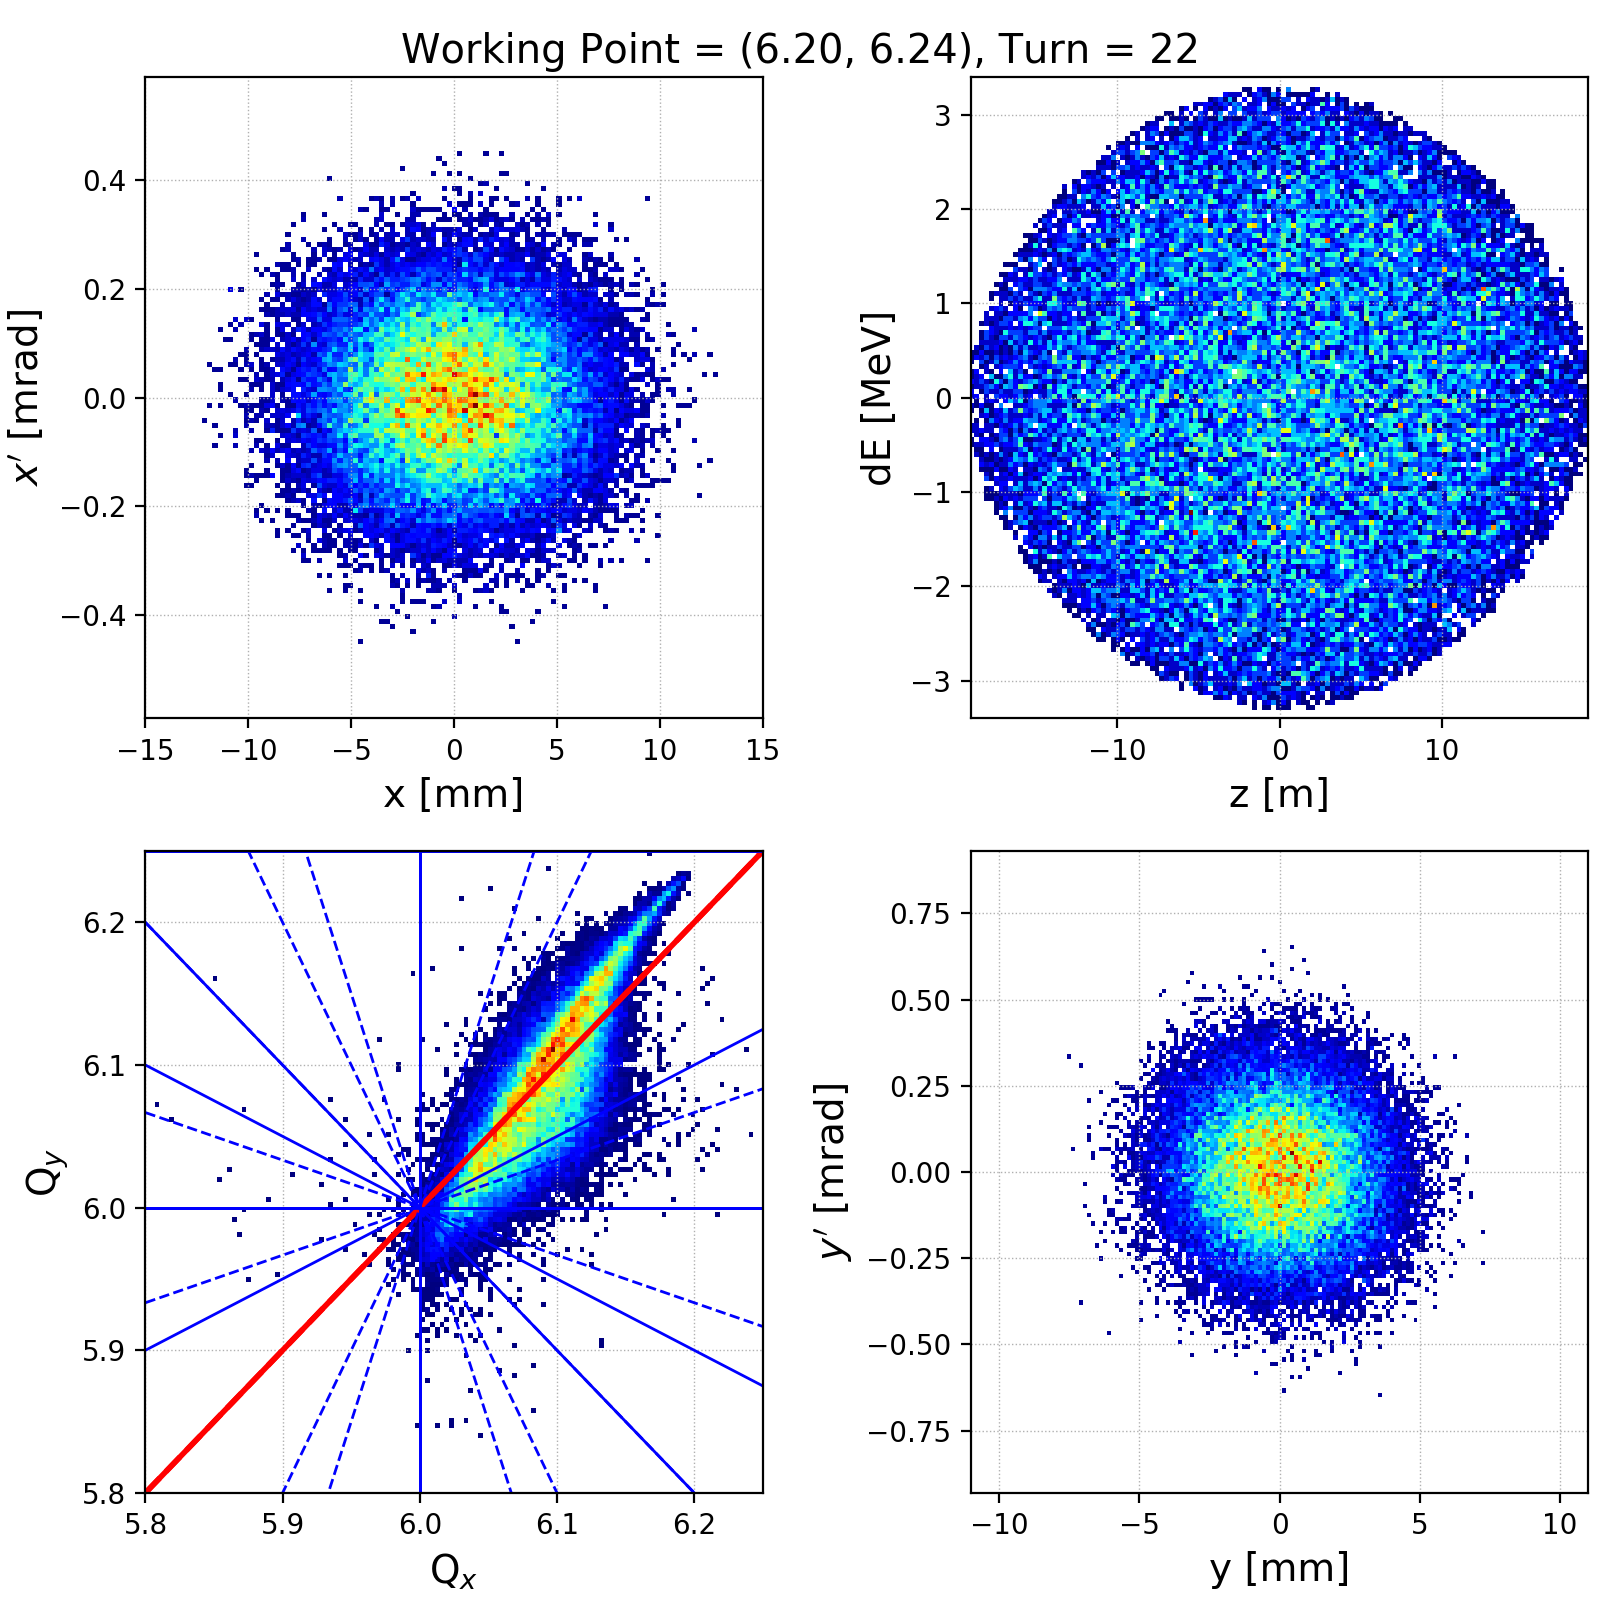 Working Point = (6.20, 6.24), Turn = 22
0.4
0.2
0.0
−0.2
−0.4
x′ [mrad]
−15 −10 −5 0 5 10 15
x [mm]
3
2
1
0
−1
−2
−3
dE [MeV]
−10 0 10
z [m]
6.2
6.1
6.0
5.9
5.8
Qy
5.8 5.9 6.0 6.1 6.2
Qx
0.75
0.50
0.25
0.00
−0.25
−0.50
−0.75
y′ [mrad]
−10 −5 0 5 10
y [mm]